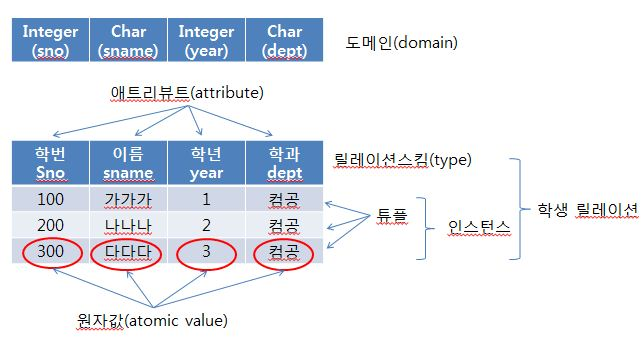 Integer Char Integer Char
(sno) (sname) (year) (dept)
도메인(domain)
애트리뷰트(attribute)
학번 이름 학년 학과
Sno sname year dept
릴레이션스킴(type)
100 가가가 1 컴공
200 나나나 2 컴공
300 다다다 3 컴공
튜플
인스턴스
학생 릴레이션
원자값(atomic value)